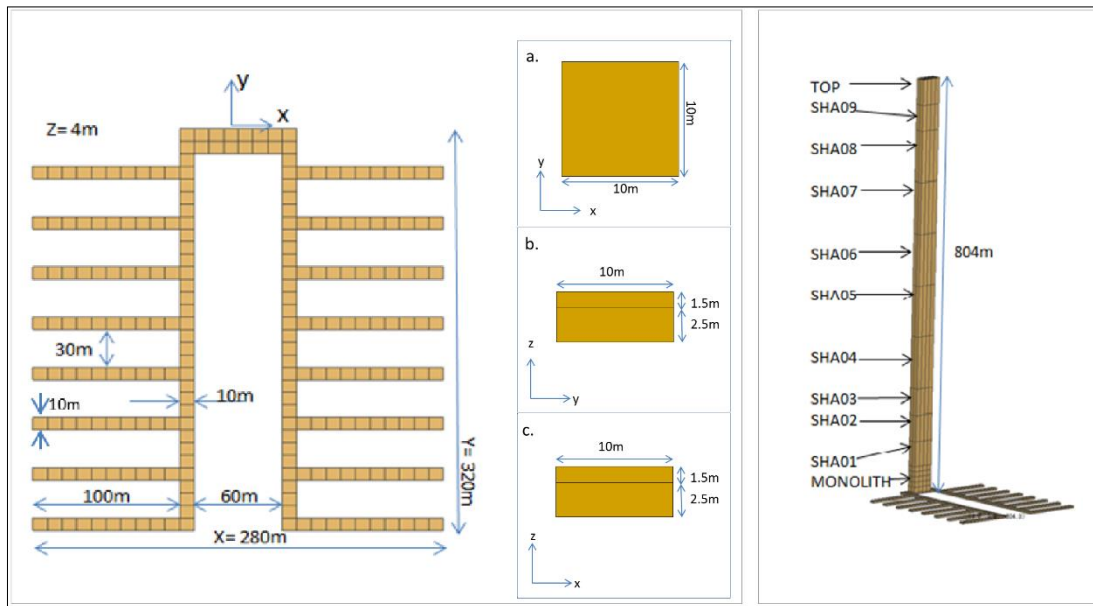 y
x
Z= 4m
30m
10m
10m
100m
60m
X= 280m
Y= 320m
a.
10m
10m
y
x
b.
10m
1.5m
2.5m
z
y
c.
10m
1.5m
2.5m
z
x
TOP
SHA09
SHA08
SHA07
SHA06
SHA05
SHA04
SHA03
SHA02
SHA01
MONOLITH
804m